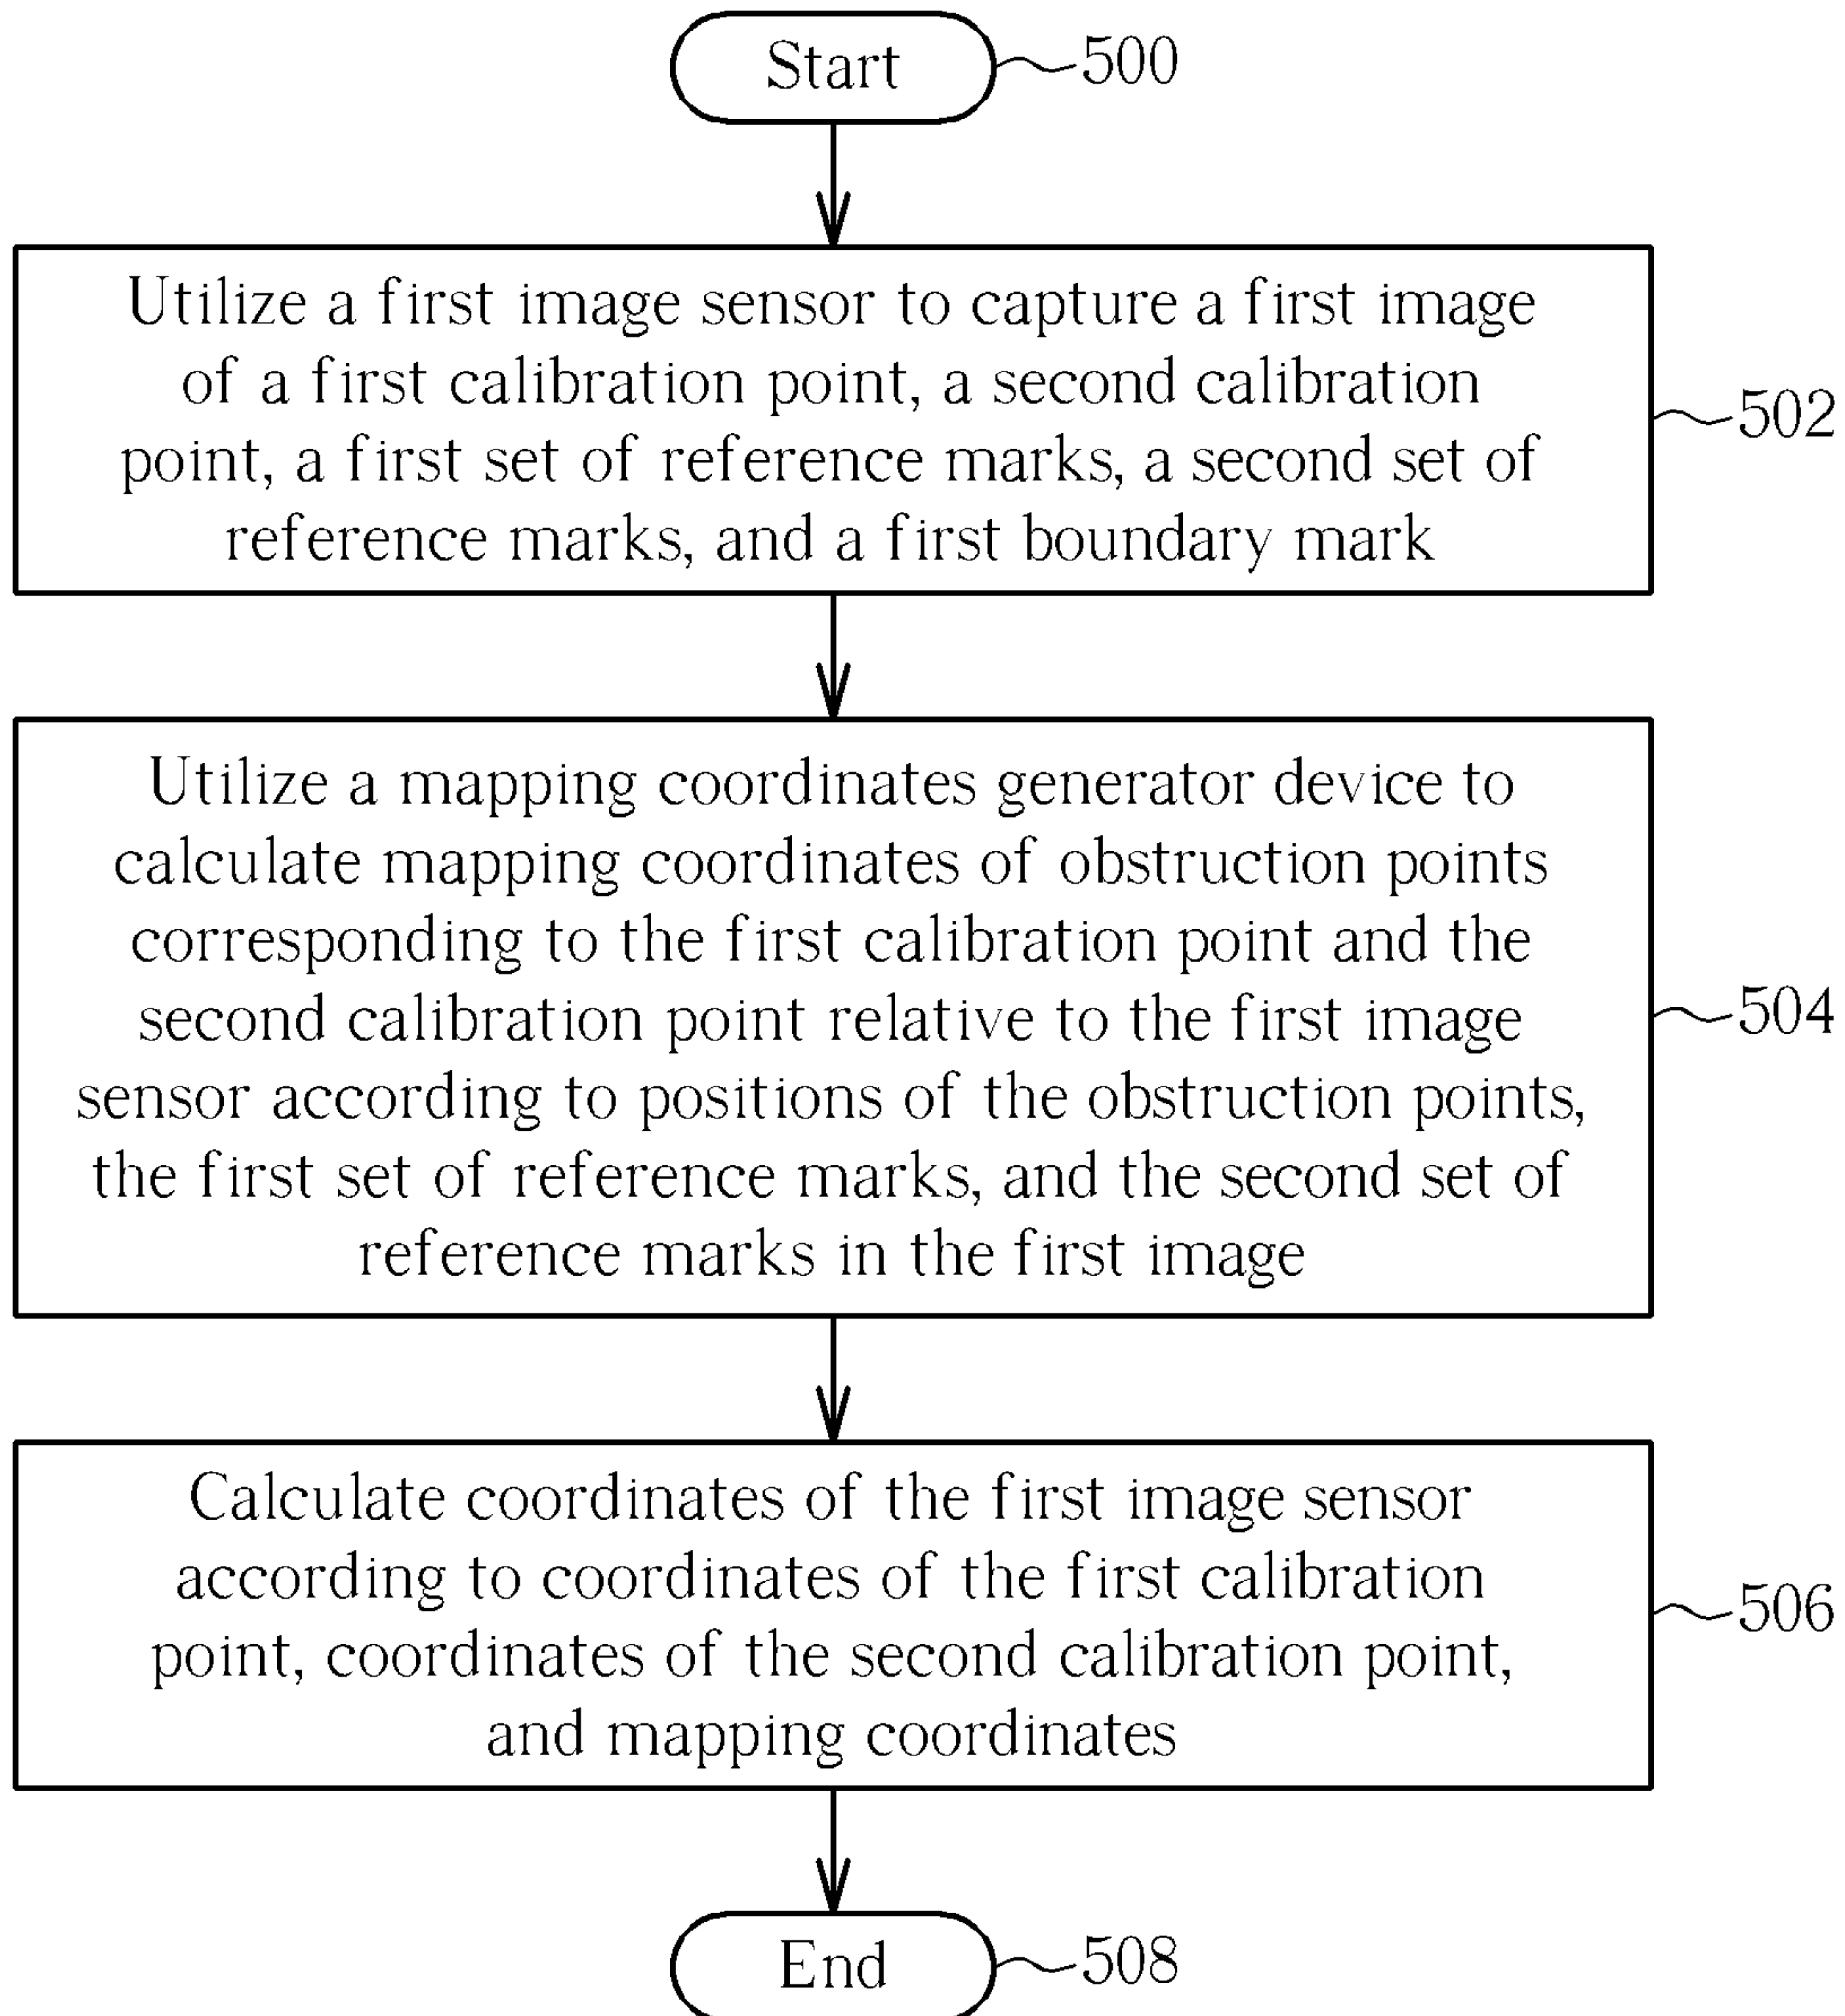 Start
500
Utilize a first image sensor to capture a first image
of a first calibration point, a second calibration
point, a first set of reference marks, a second set of
reference marks, and a first boundary mark
502
Utilize a mapping coordinates generator device to
calculate mapping coordinates of obstruction points
corresponding to the first calibration point and the
second calibration point relative to the first image
sensor according to positions of the obstruction points,
the first set of reference marks, and the second set of
reference marks in the first image
504
Calculate coordinates of the first image sensor
according to coordinates of the first calibration
point, coordinates of the second calibration point,
and mapping coordinates
506
End
508